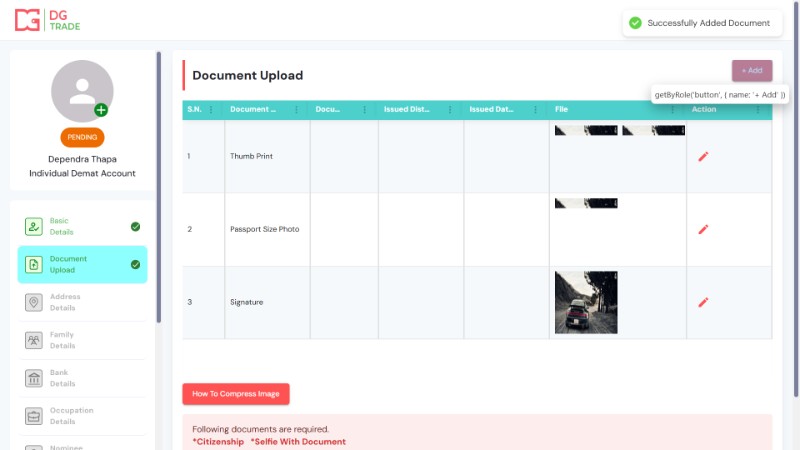 DG
TRADE
Successfully Added Document
PENDING
Dependra Thapa
Individual Demat Account
Basic
Details
Document
Upload
Address
Details
Family
Details
Bank
Details
Occupation
Details
Nominee
Document Upload
+ Add
getByRole('button', { name: '+ Add' })
S.N. Document ... Docu... Issued Dist... Issued Dat... File Action
1 Thumb Print
2 Passport Size Photo
3 Signature
How To Compress Image
Following documents are required.
*Citizenship *Selfie With Document